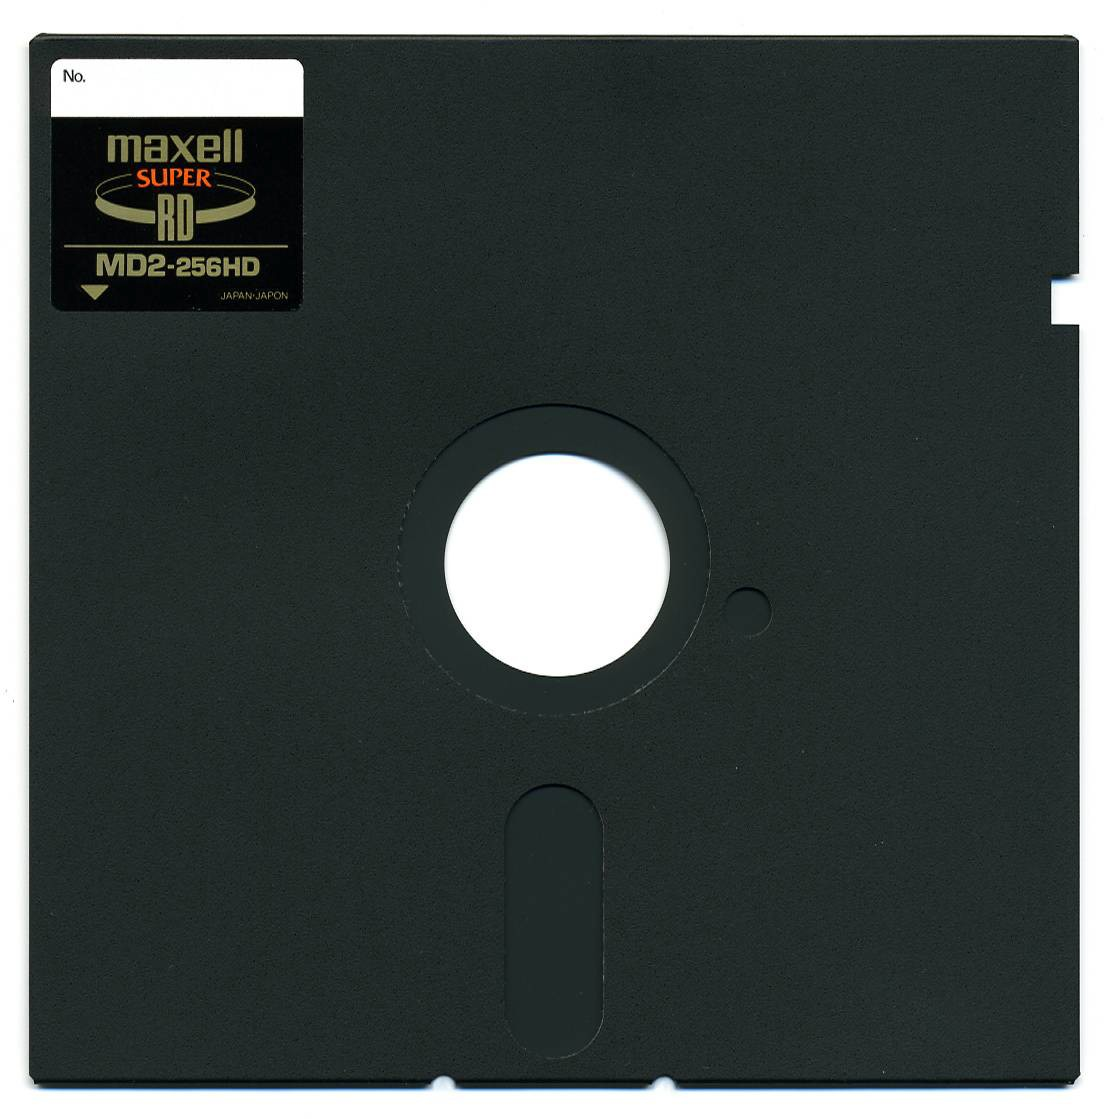 No.
maxell
SUPER
RD
MD2-256HD
JAPAN·JAPON